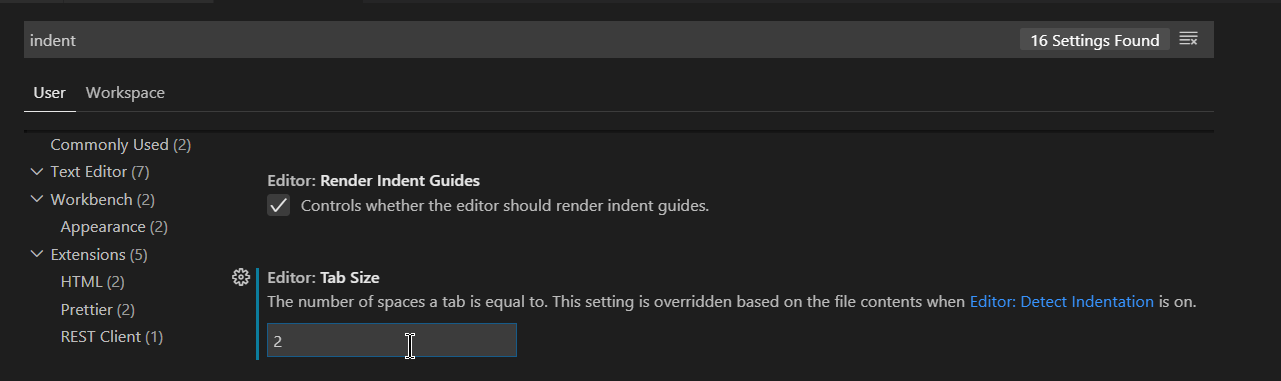 indent
16 Settings Found
User Workspace
Commonly Used (2)
Text Editor (7)
Workbench (2)
Appearance (2)
Extensions (5)
HTML (2)
Prettier (2)
REST Client (1)
Editor: Render Indent Guides
Controls whether the editor should render indent guides.
Editor: Tab Size
The number of spaces a tab is equal to. This setting is overridden based on the file contents when Editor: Detect Indentation is on.
2